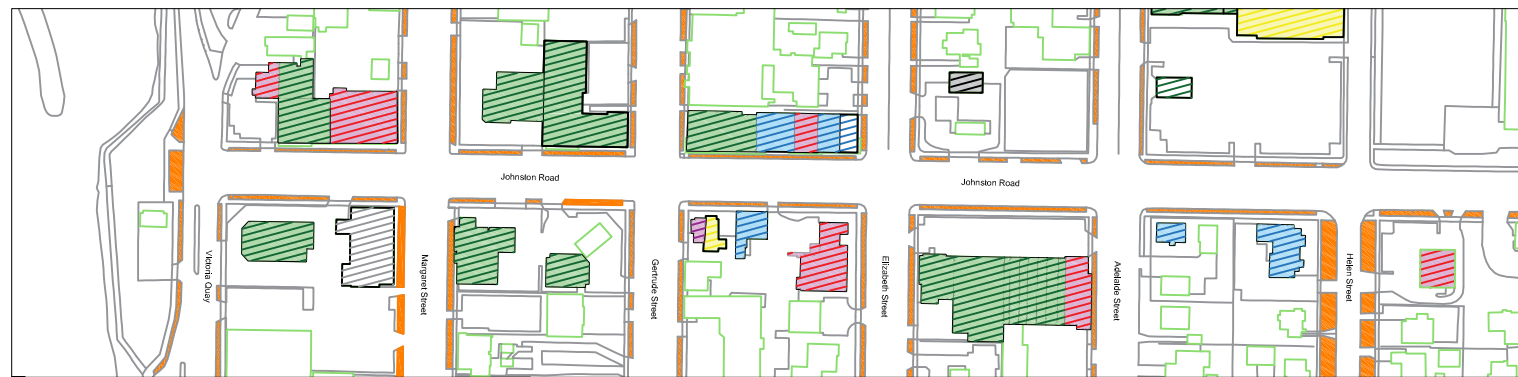 Johnston Road
Johnston Road
Victoria Quay
Margaret Street
Gertrude Street
Elizabeth Street
Adelaide Street
Helen Street